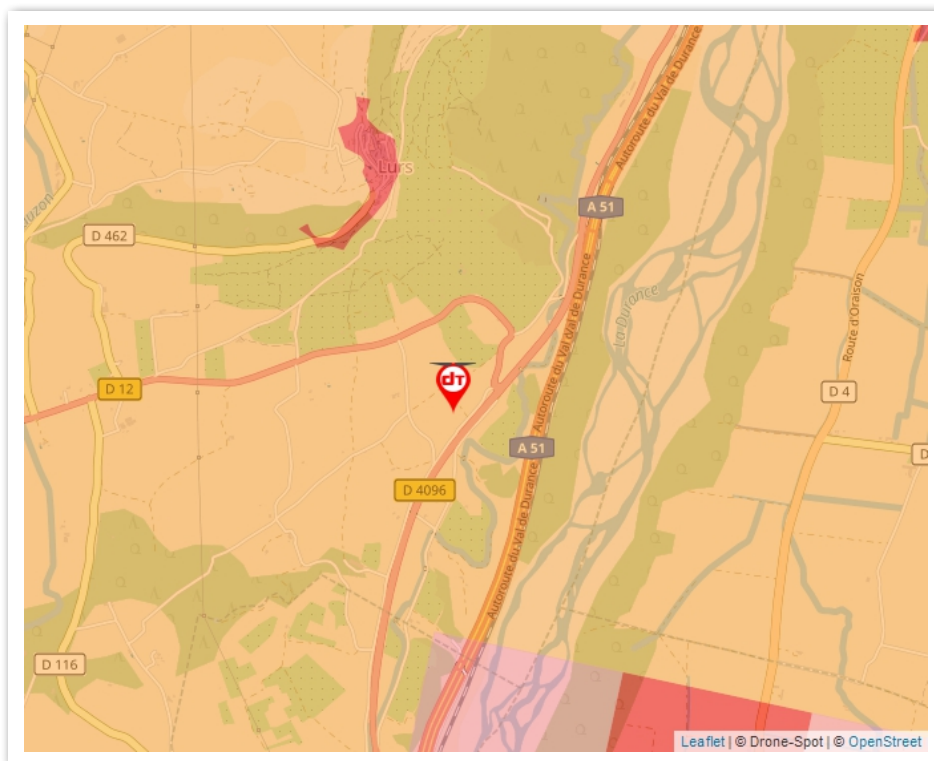 Autoroute du Val de Durance
Lurs
A 51
D 462
La Durance
Route d'Oraison
Autoroute du Val de Durance
D 12
dT
D 4
A 51
D
D 4096
Autoroute du Val de Durance
D 116
Leaflet | © Drone-Spot | © OpenStreet